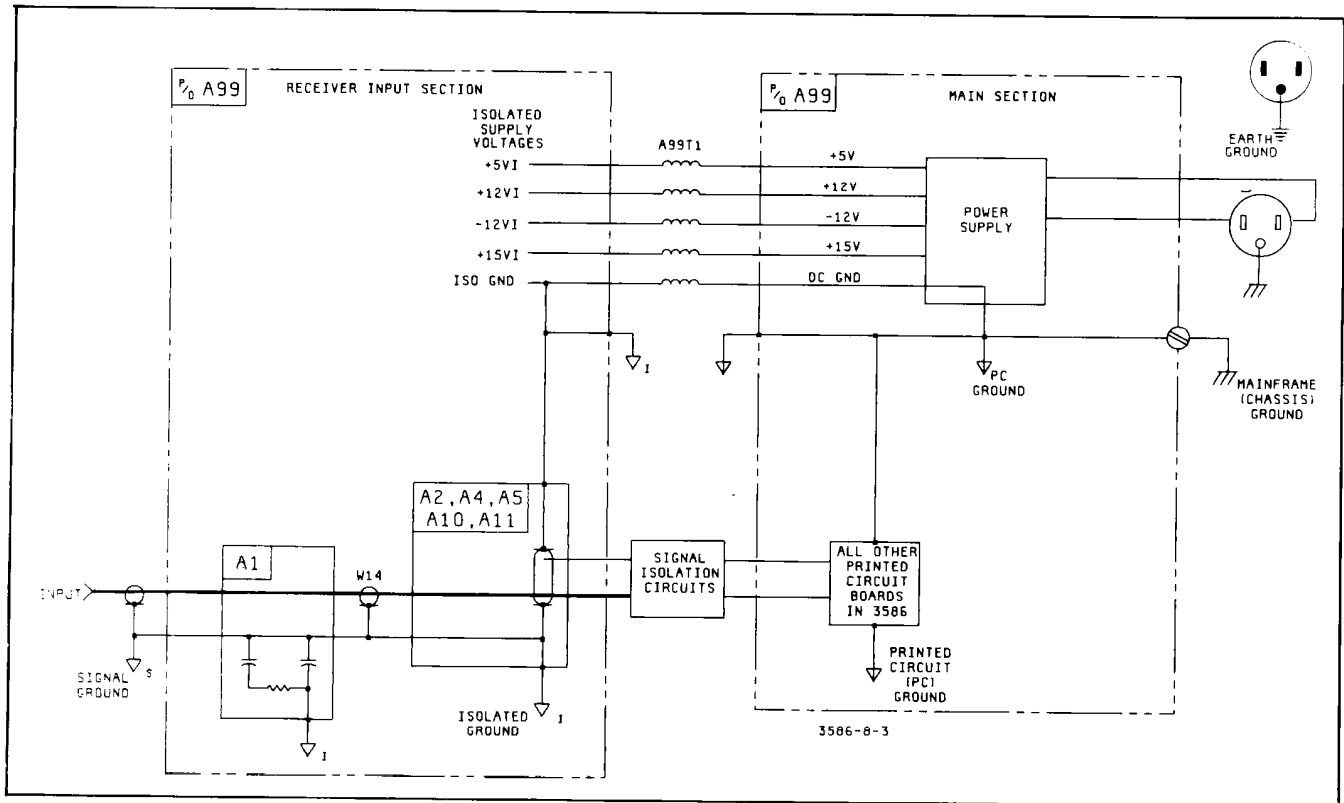 P/O A99
RECEIVER INPUT SECTION
P/O A99
MAIN SECTION
EARTH
GROUND
ISOLATED
SUPPLY
VOLTAGES
A99T1
+5VI
+5V
+12VI
+12V
-12VI
-12V
+15VI
+15V
ISO GND
DC GND
POWER
SUPPLY
I
PC
GROUND
MAINFRAME
(CHASSIS)
GROUND
A2, A4, A5
A10, A11
A1
W14
SIGNAL
ISOLATION
CIRCUITS
ALL OTHER
PRINTED
CIRCUIT
BOARDS
IN 3586
INPUT
S
SIGNAL
GROUND
ISOLATED
GROUND
I
PRINTED
CIRCUIT
(PC)
GROUND
I
3586-8-3